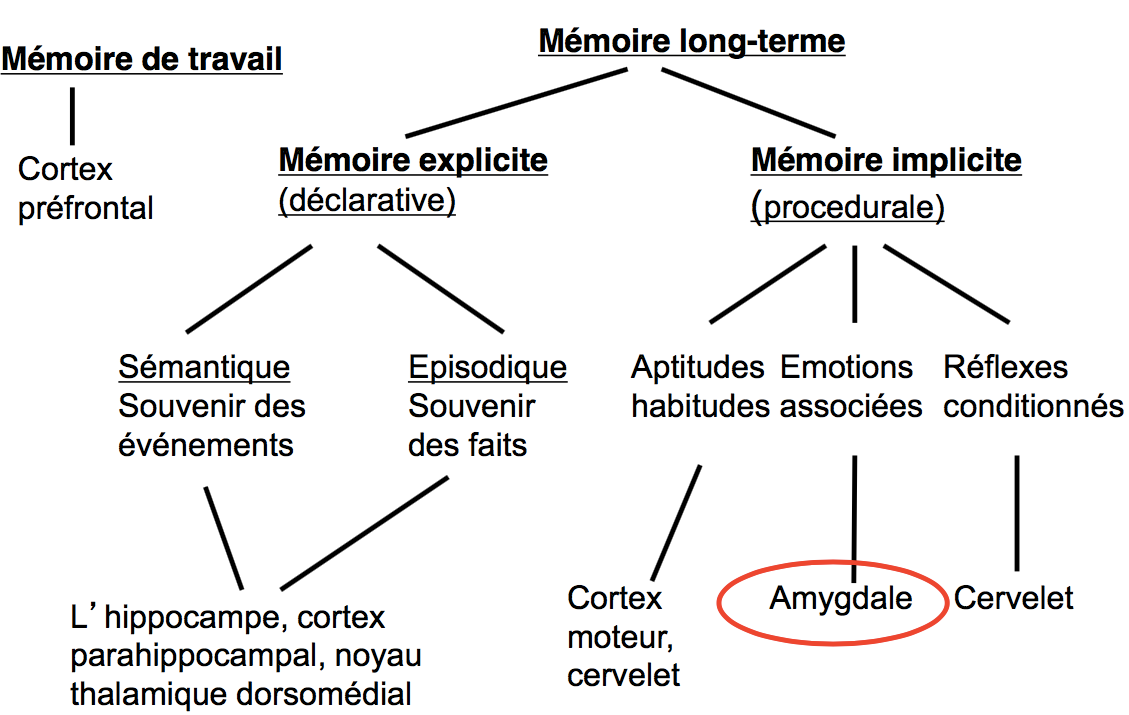 Mémoire de travail
Cortex
préfrontal
Mémoire long-terme
Mémoire explicite
(déclarative)
Mémoire implicite
(procedurale)
Sémantique
Souvenir des
événements
Episodique
Souvenir
des faits
Aptitudes
habitudes
Emotions
associées
Réflexes
conditionnés
L’hippocampe, cortex
parahippocampal, noyau
thalamique dorsomédial
Cortex
moteur,
cervelet
Amygdale
Cervelet